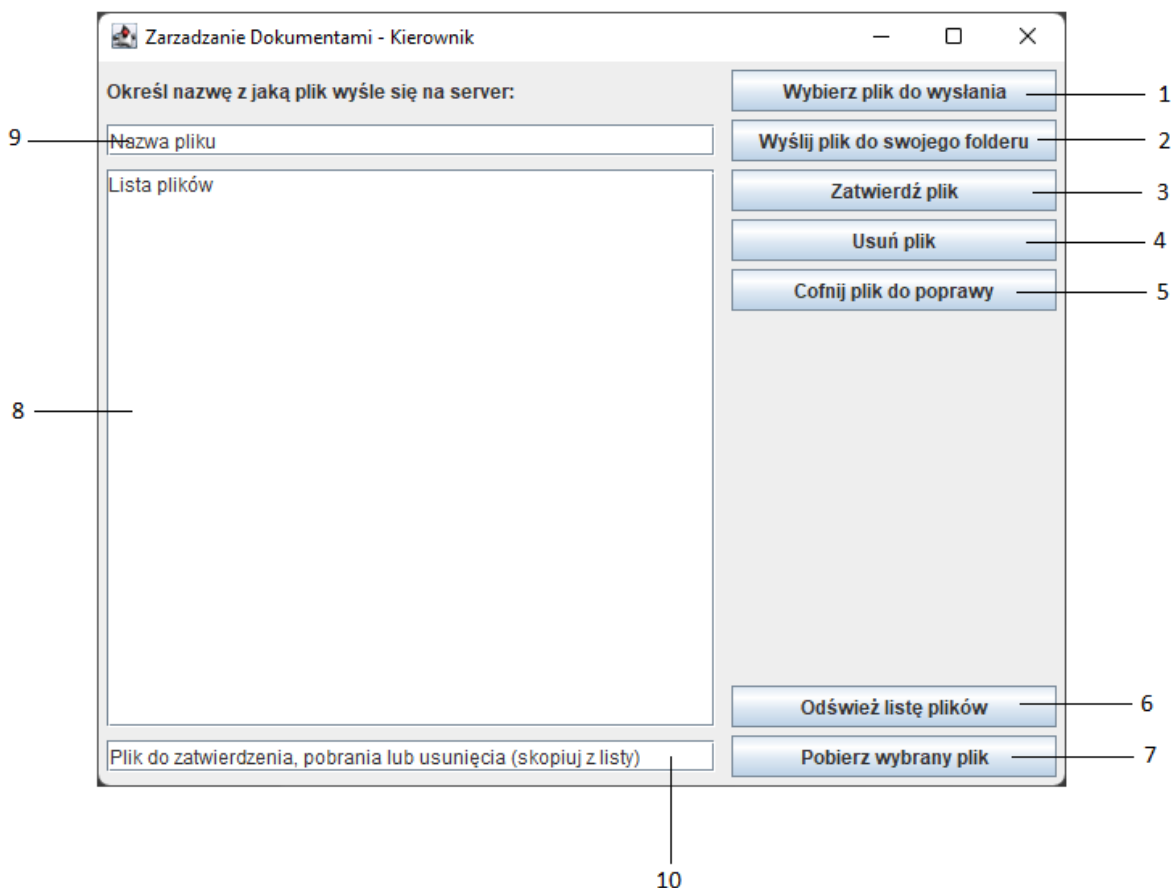 Zarzadzanie Dokumentami - Kierownik
Określ nazwę z jaką plik wyśle się na server:
Wybierz plik do wysłania
1
9
Nazwa pliku
Wyślij plik do swojego folderu
2
Lista plików
Zatwierdź plik
3
Usuń plik
4
Cofnij plik do poprawy
5
8
Odśwież listę plików
6
Plik do zatwierdzenia, pobrania lub usunięcia (skopiuj z listy)
Pobierz wybrany plik
7
10